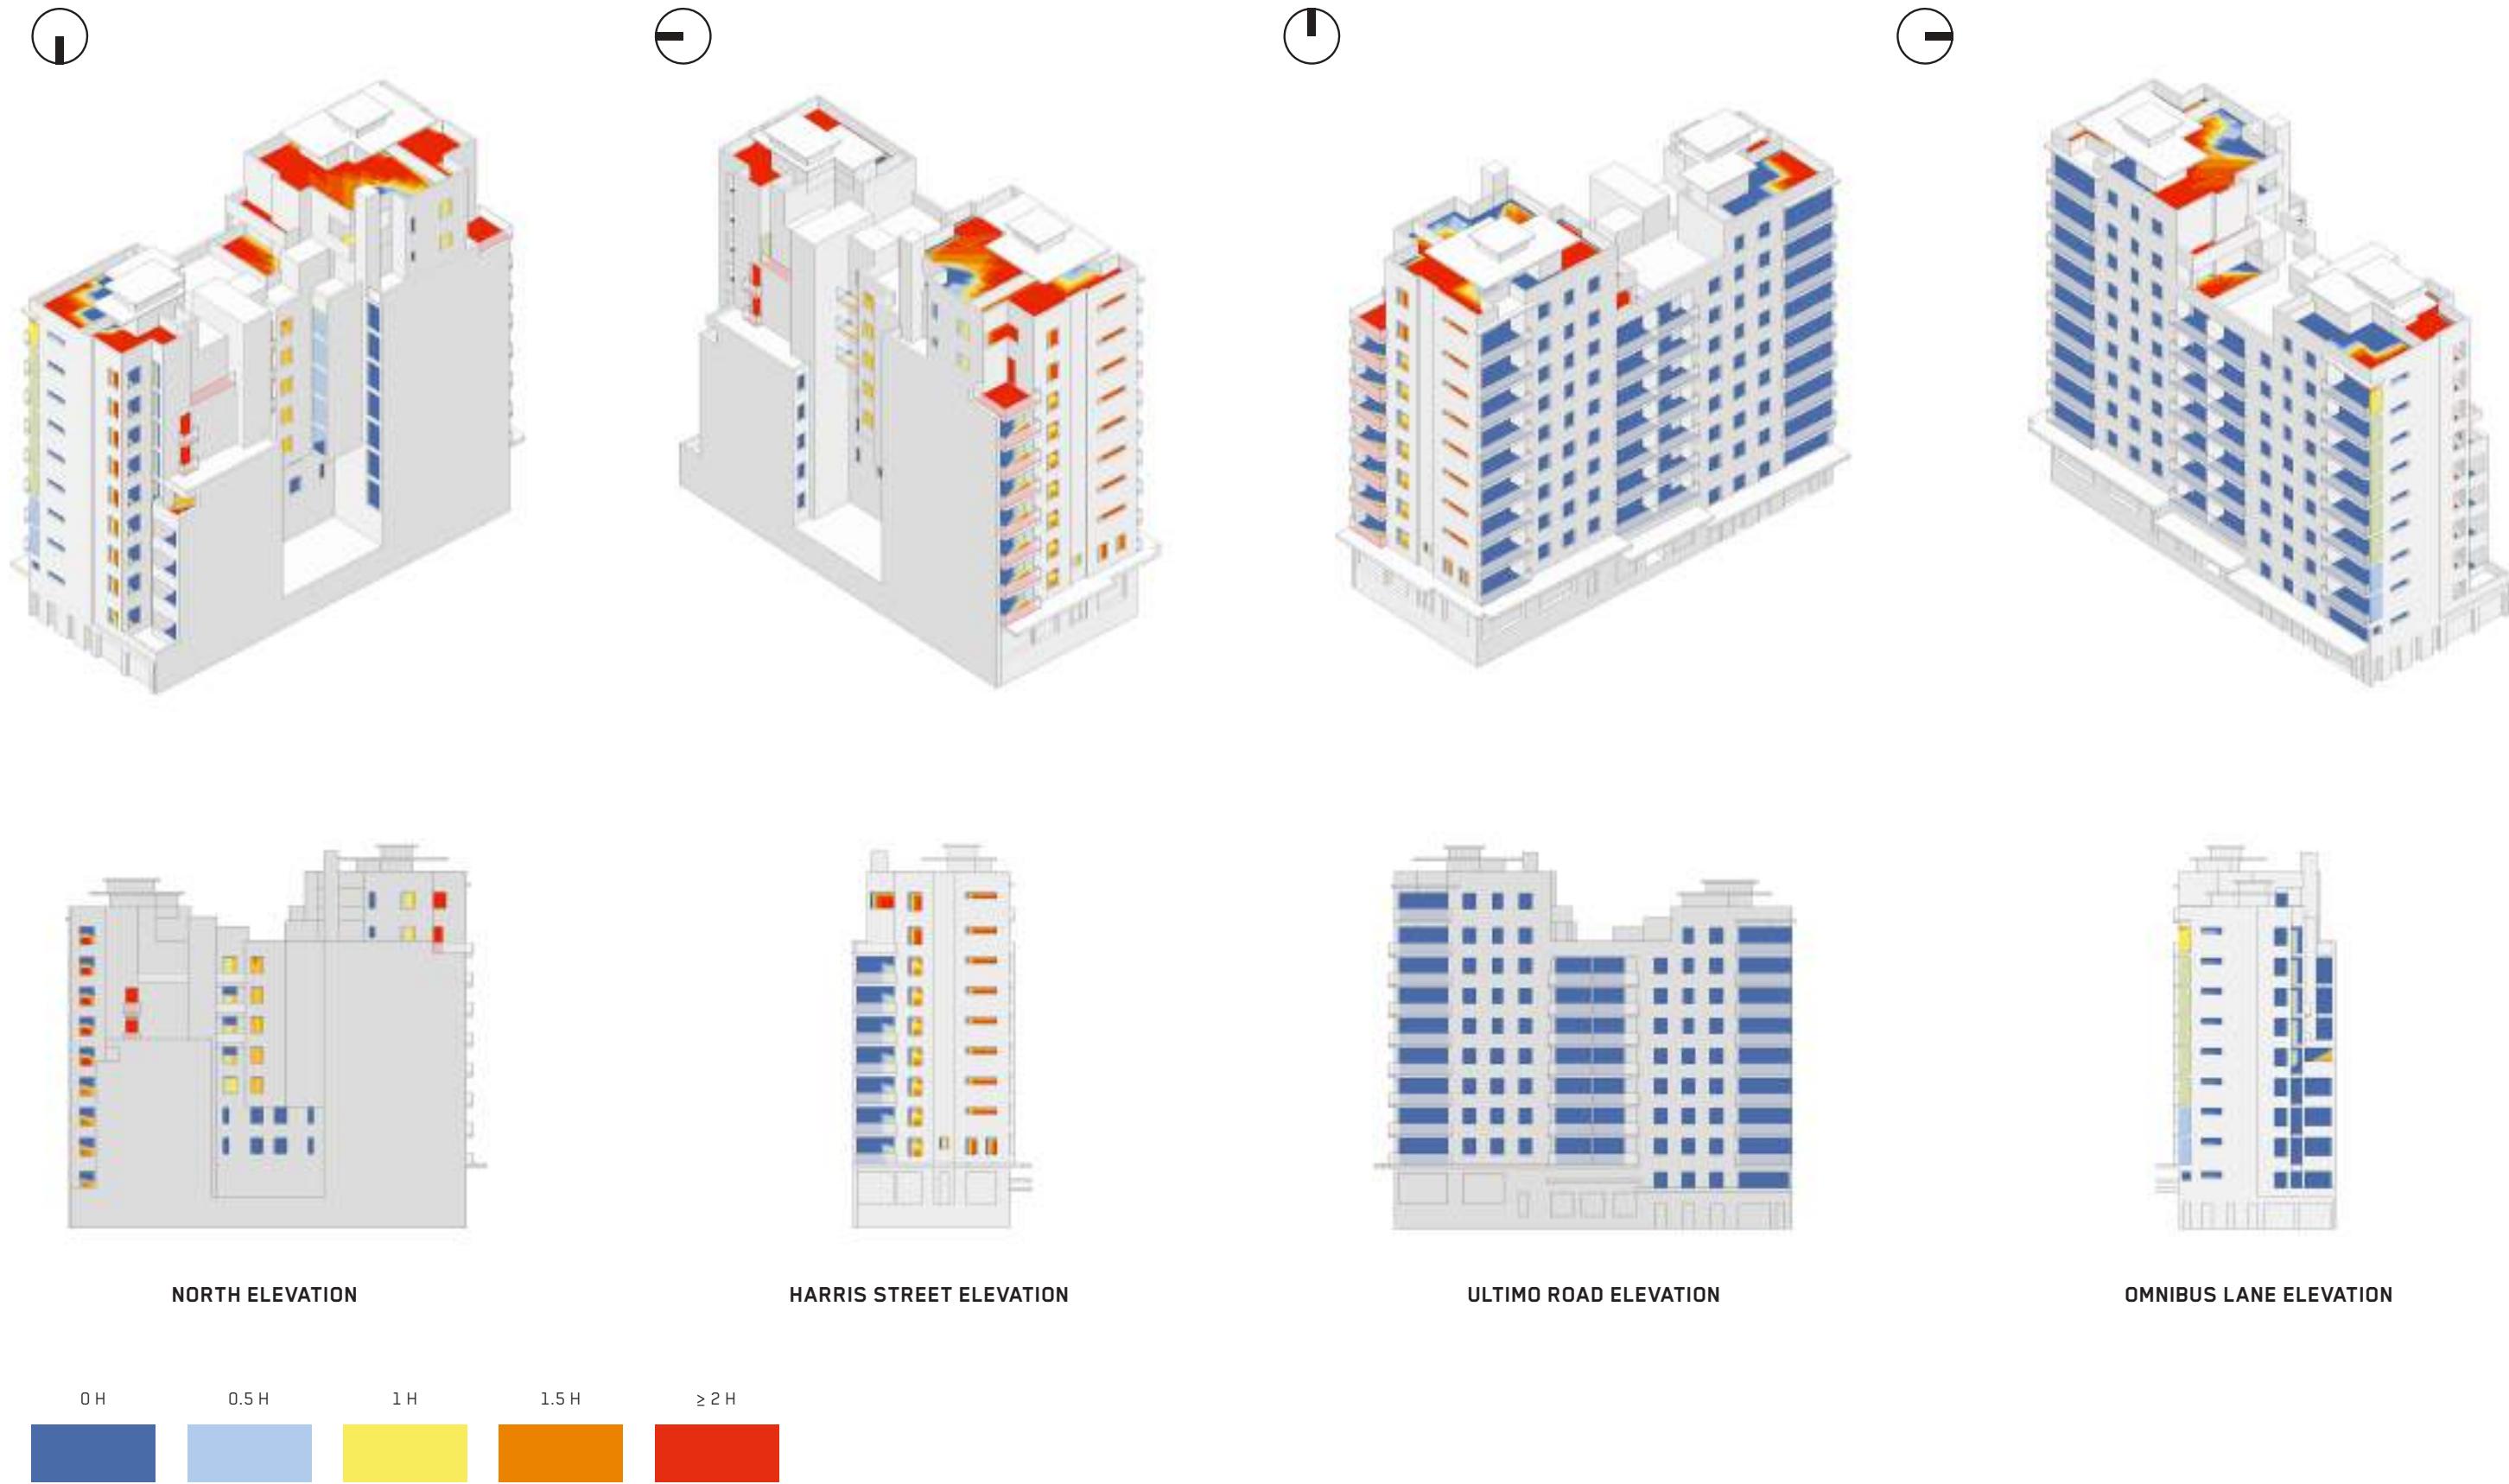 NORTH ELEVATION
HARRIS STREET ELEVATION
ULTIMO ROAD ELEVATION
OMNIBUS LANE ELEVATION
0 H
0.5 H
1 H
1.5 H
≥ 2 H